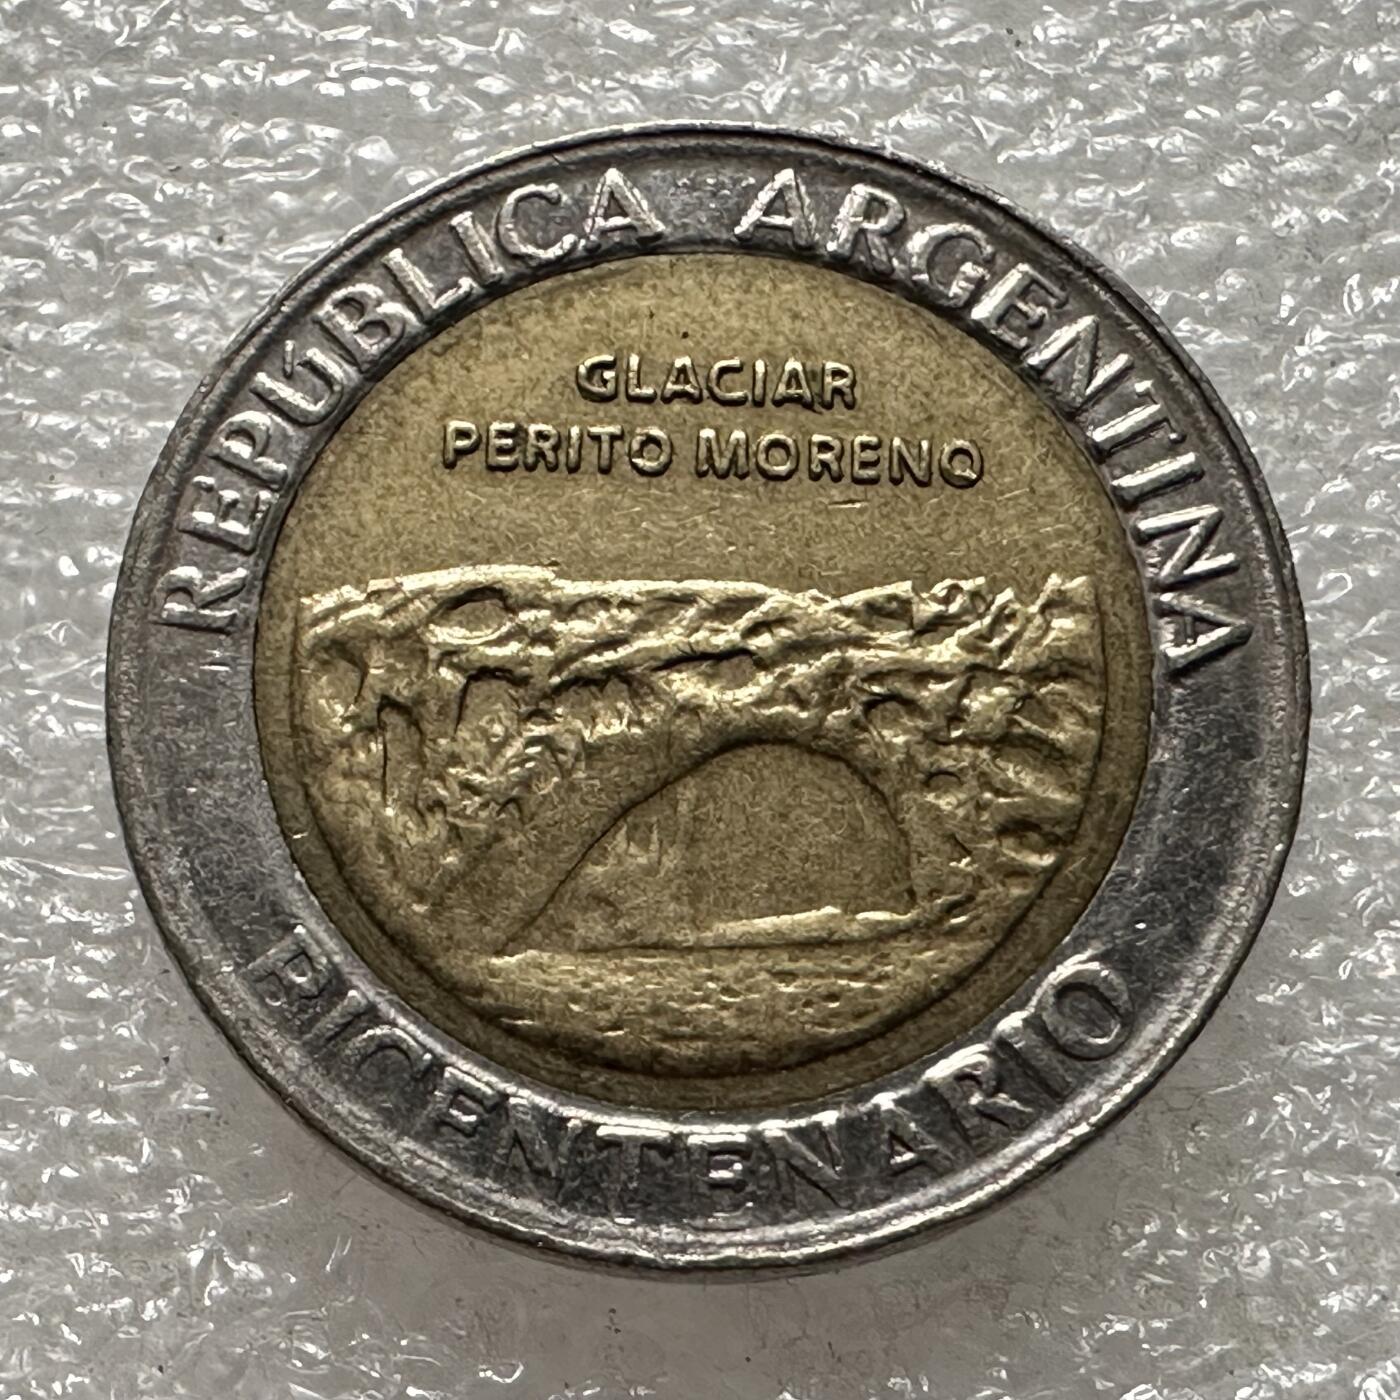 REPÚBLICA ARGENTINA
GLACIAR
PERITO MORENO
BICENTENARIO